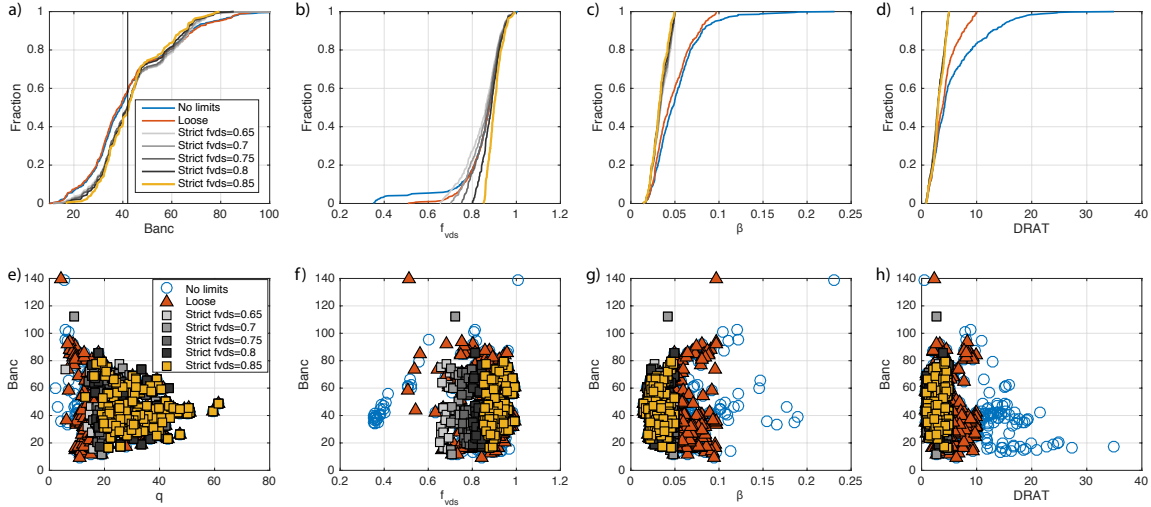 a)
b)
c)
d)
1
0.8
0.6
0.4
0.2
0
Fraction
20
40
60
80
100
Banc
No limits
Loose
Strict fvds=0.65
Strict fvds=0.7
Strict fvds=0.75
Strict fvds=0.8
Strict fvds=0.85
1
0.8
0.6
0.4
0.2
0
Fraction
0.2
0.4
0.6
0.8
1
1.2
fvds
1
0.8
0.6
0.4
0.2
0
Fraction
0
0.05
0.1
0.15
0.2
0.25
β
1
0.8
0.6
0.4
0.2
0
Fraction
0
10
20
30
40
DRAT
e)
f)
g)
h)
140
120
100
80
60
40
20
0
Banc
0
20
40
60
80
q
No limits
Loose
Strict fvds=0.65
Strict fvds=0.7
Strict fvds=0.75
Strict fvds=0.8
Strict fvds=0.85
140
120
100
80
60
40
20
0
Banc
0.2
0.4
0.6
0.8
1
1.2
fvds
140
120
100
80
60
40
20
0
Banc
0
0.05
0.1
0.15
0.2
0.25
β
140
120
100
80
60
40
20
0
Banc
0
10
20
30
40
DRAT